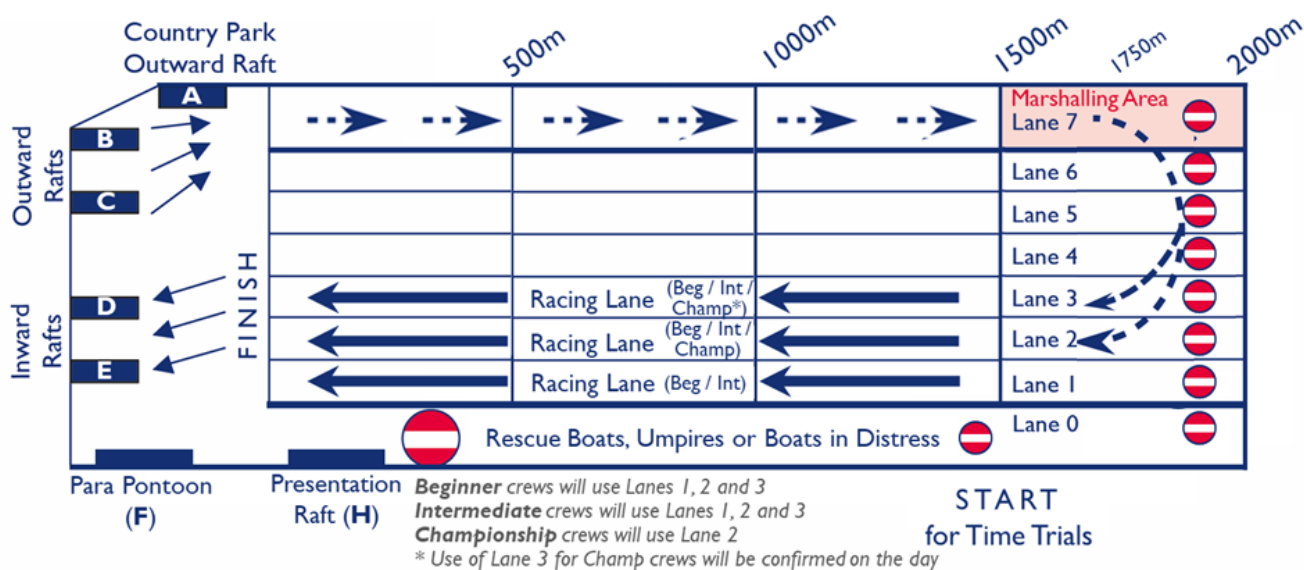 Country Park
Outward Raft
500m
1000m
1500m
1750m
2000m
A
B
C
Outward
Rafts
Marshalling Area
Lane 7
Lane 6
Lane 5
Lane 4
FINISH
Inward
Rafts
D
E
Racing Lane (Beg / Int / Champ*)
Lane 3
Racing Lane (Beg / Int / Champ)
Lane 2
Racing Lane (Beg / Int)
Lane 1
Rescue Boats, Umpires or Boats in Distress
Lane 0
Para Pontoon
(F)
Presentation
Raft (H)
Beginner crews will use Lanes 1, 2 and 3
Intermediate crews will use Lanes 1, 2 and 3
Championship crews will use Lane 2
* Use of Lane 3 for Champ crews will be confirmed on the day
START
for Time Trials